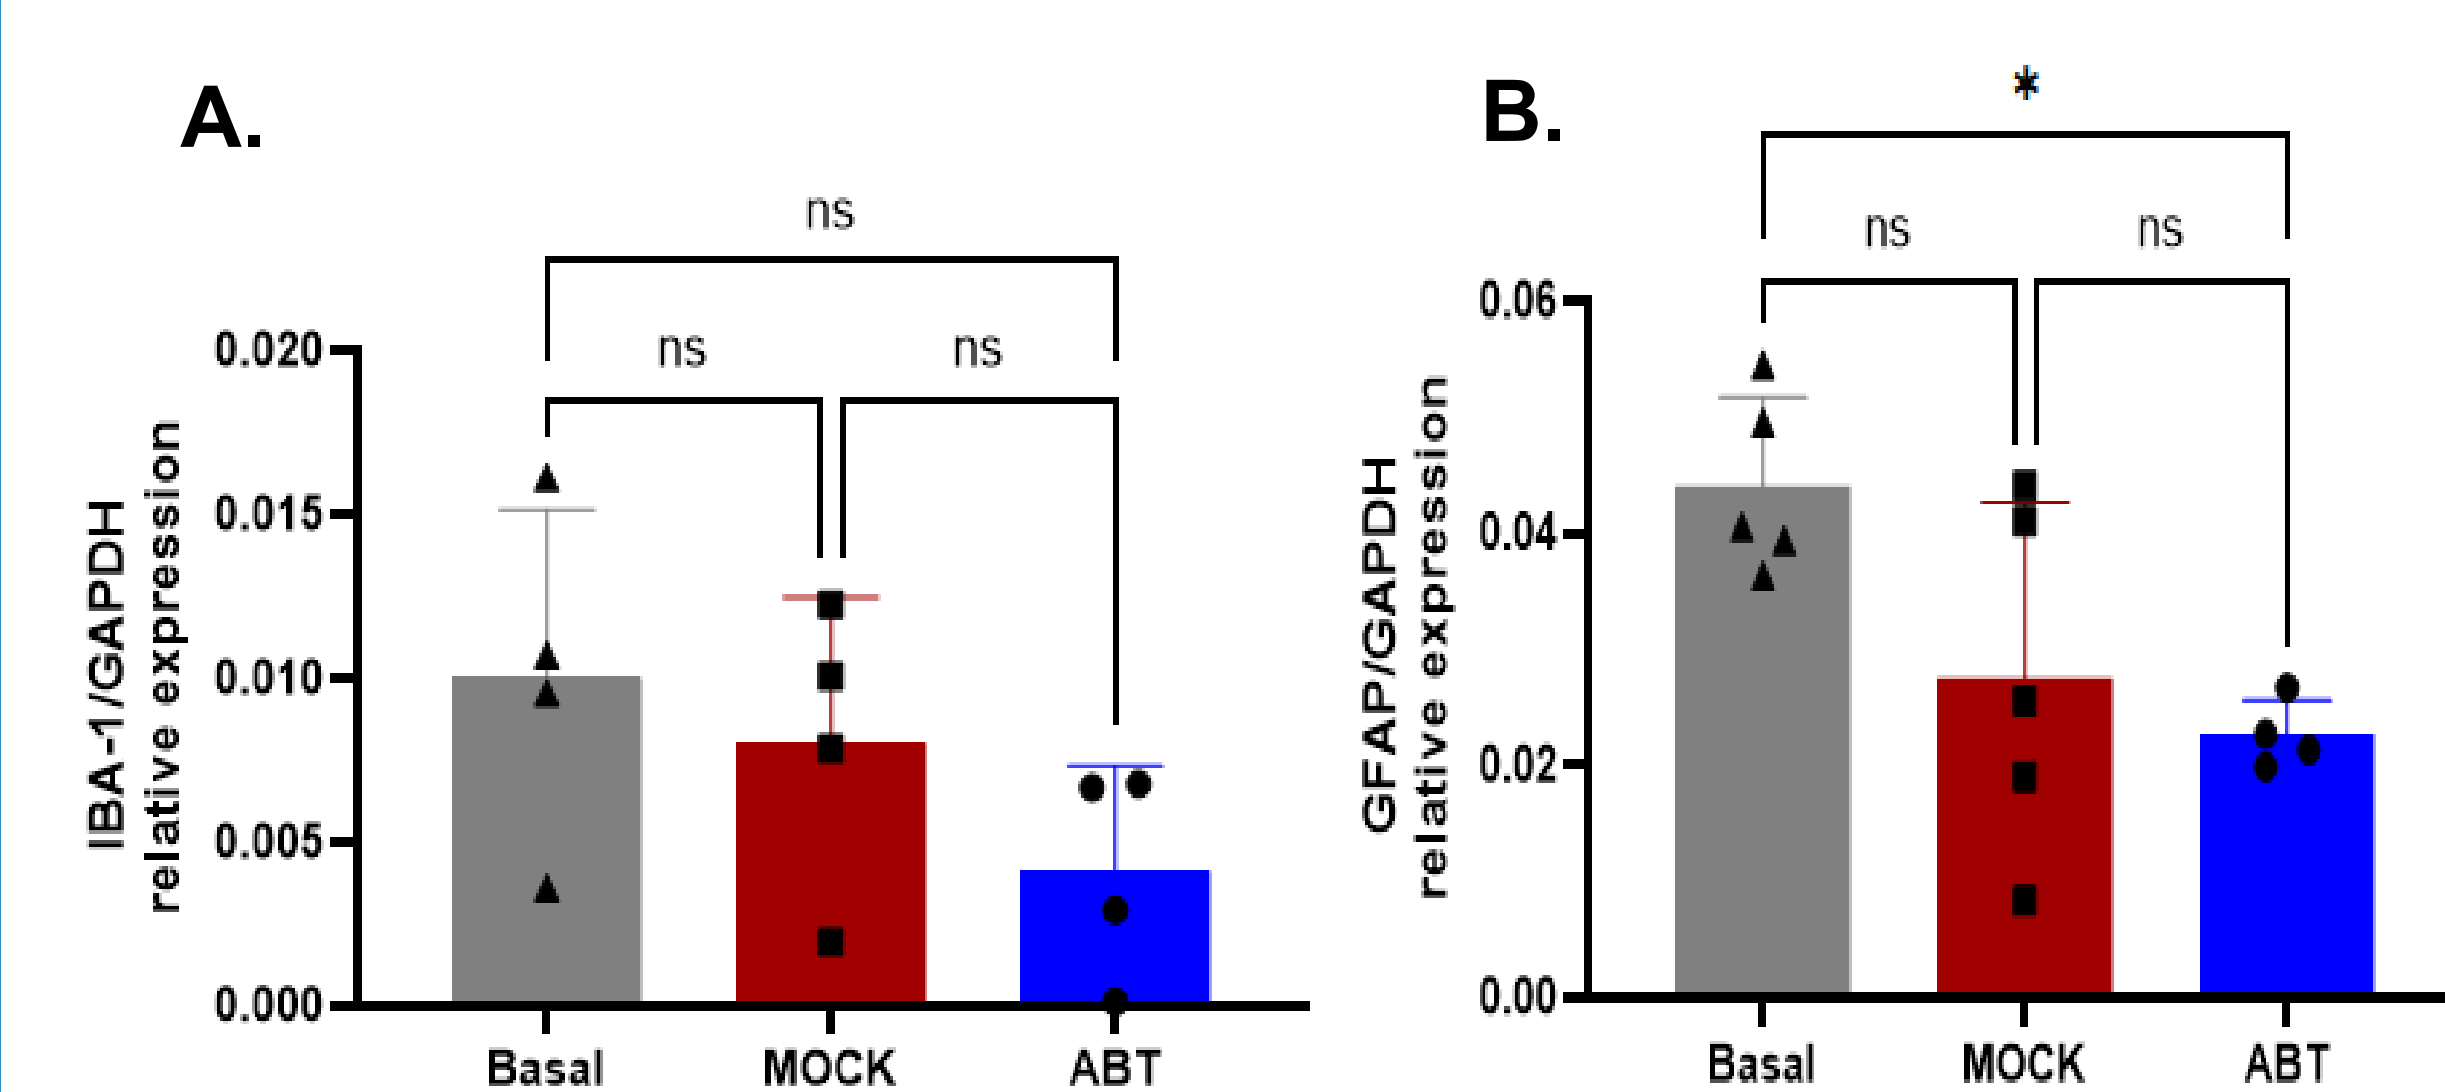 A.
ns
ns
ns
0.020
0.015
0.010
0.005
0.000
IBA-1/GAPDH
relative expression
Basal
MOCK
ABT
B.
*
ns
ns
0.06
0.04
0.02
0.00
GFAP/GAPDH
relative expression
Basal
MOCK
ABT